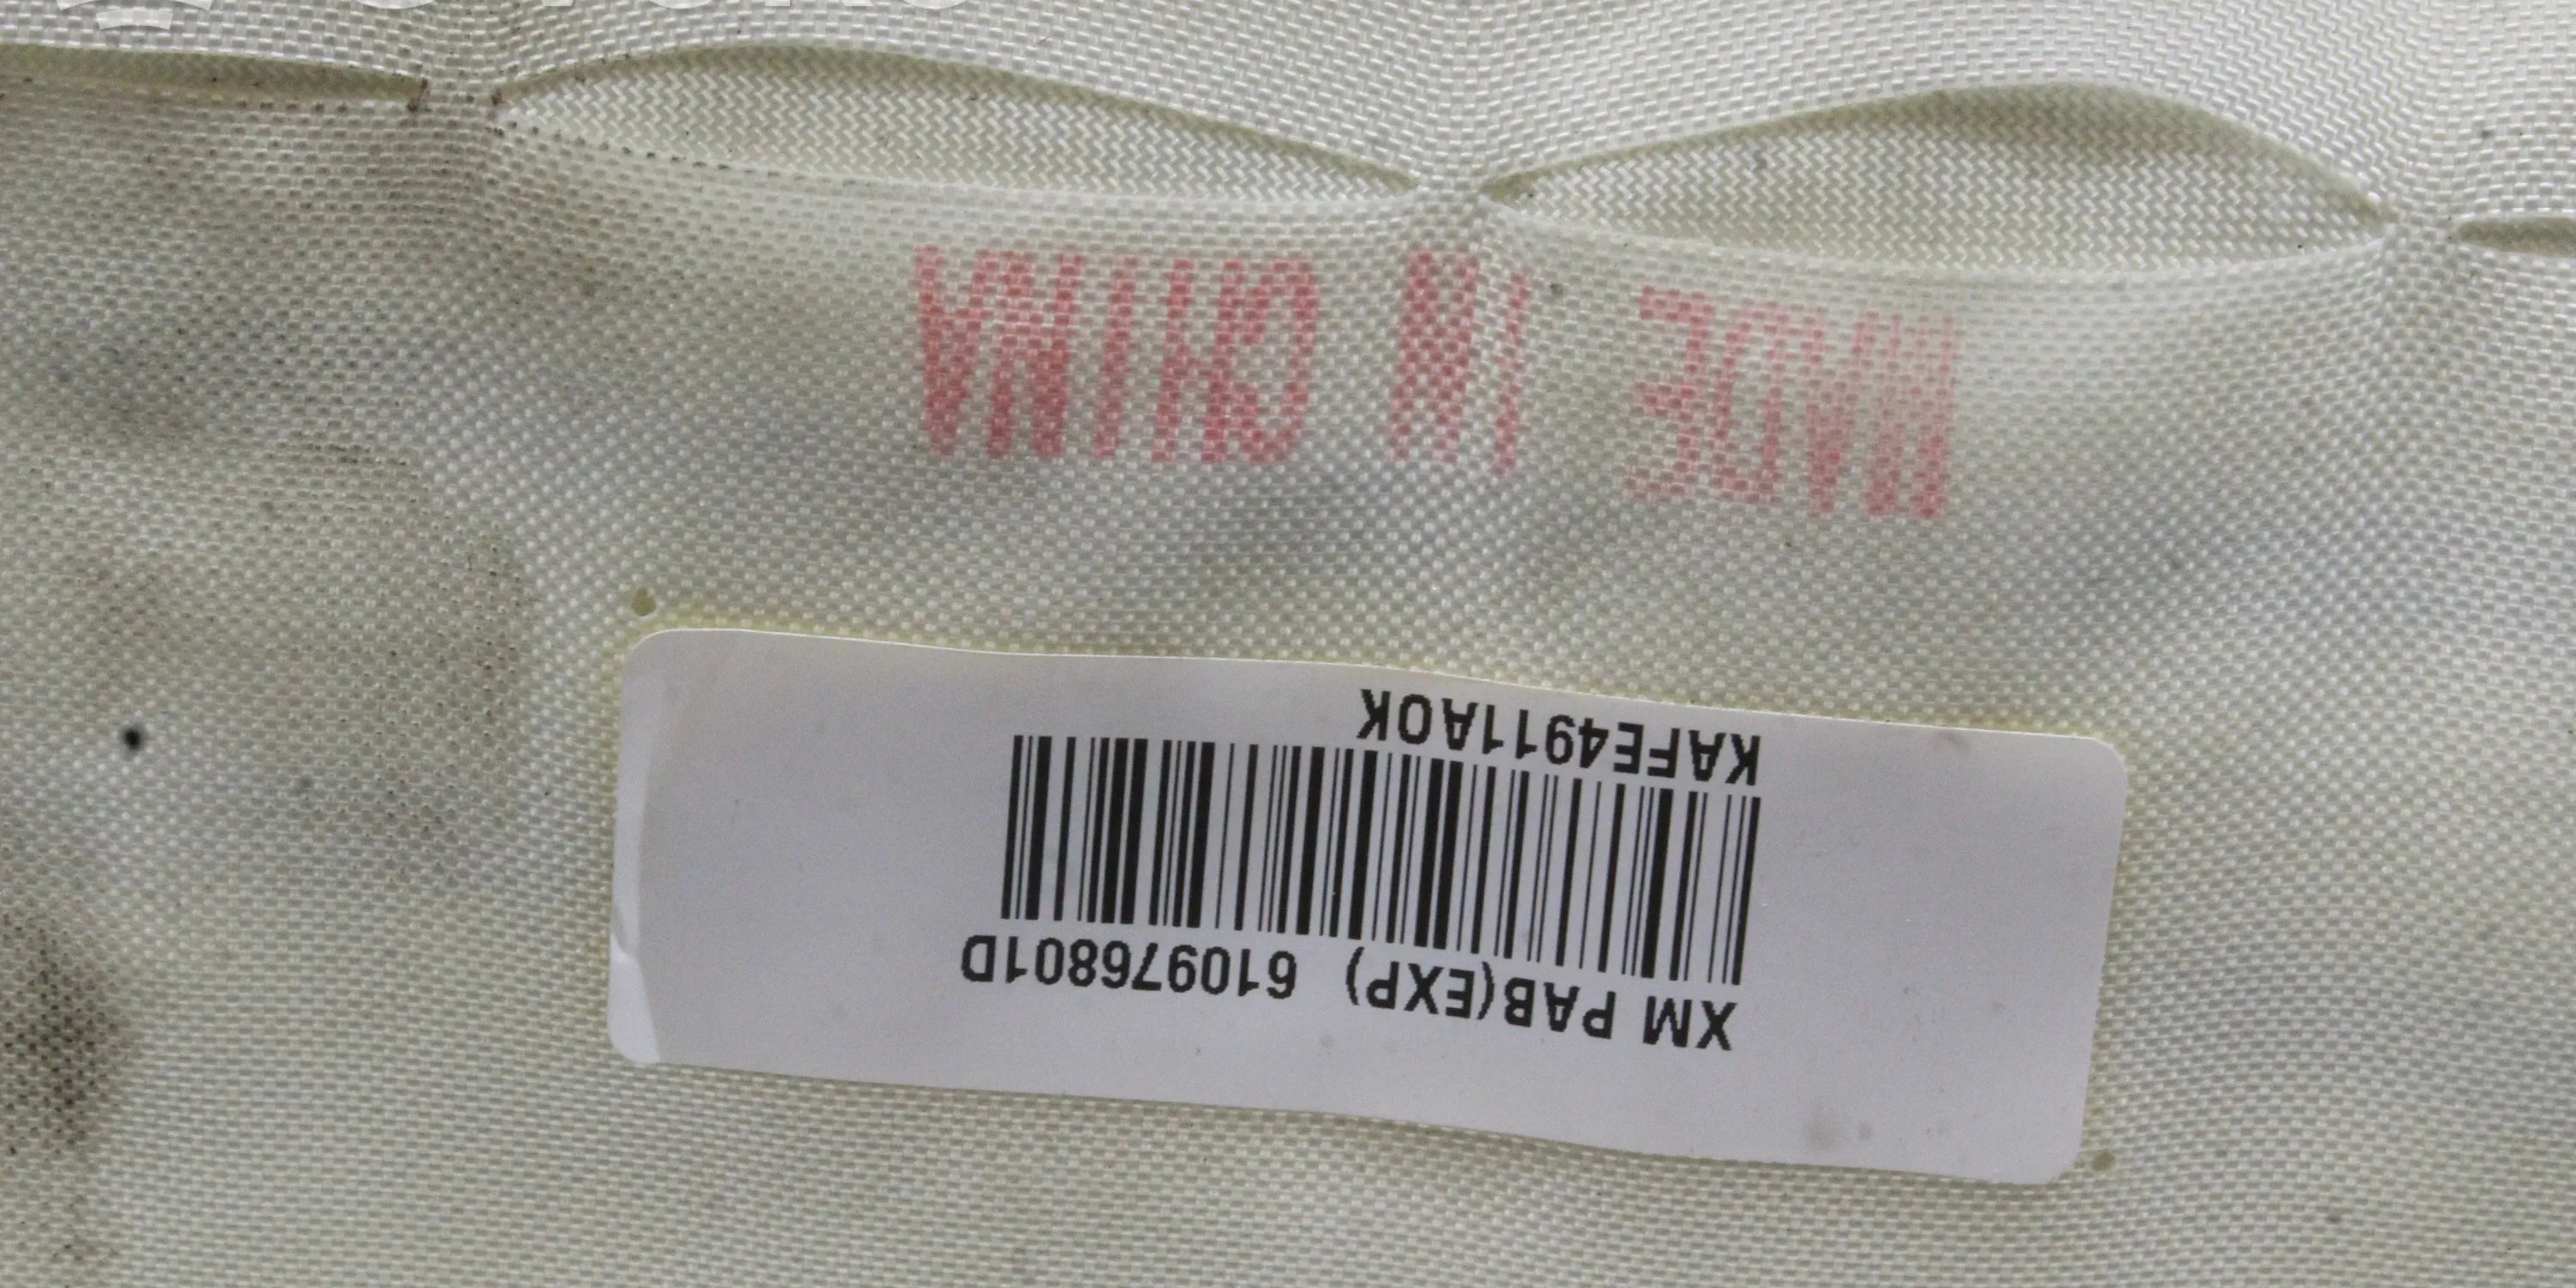 XM PAB(EXP) 610976801D
KAFE4911AOK
MADE IN CHINA